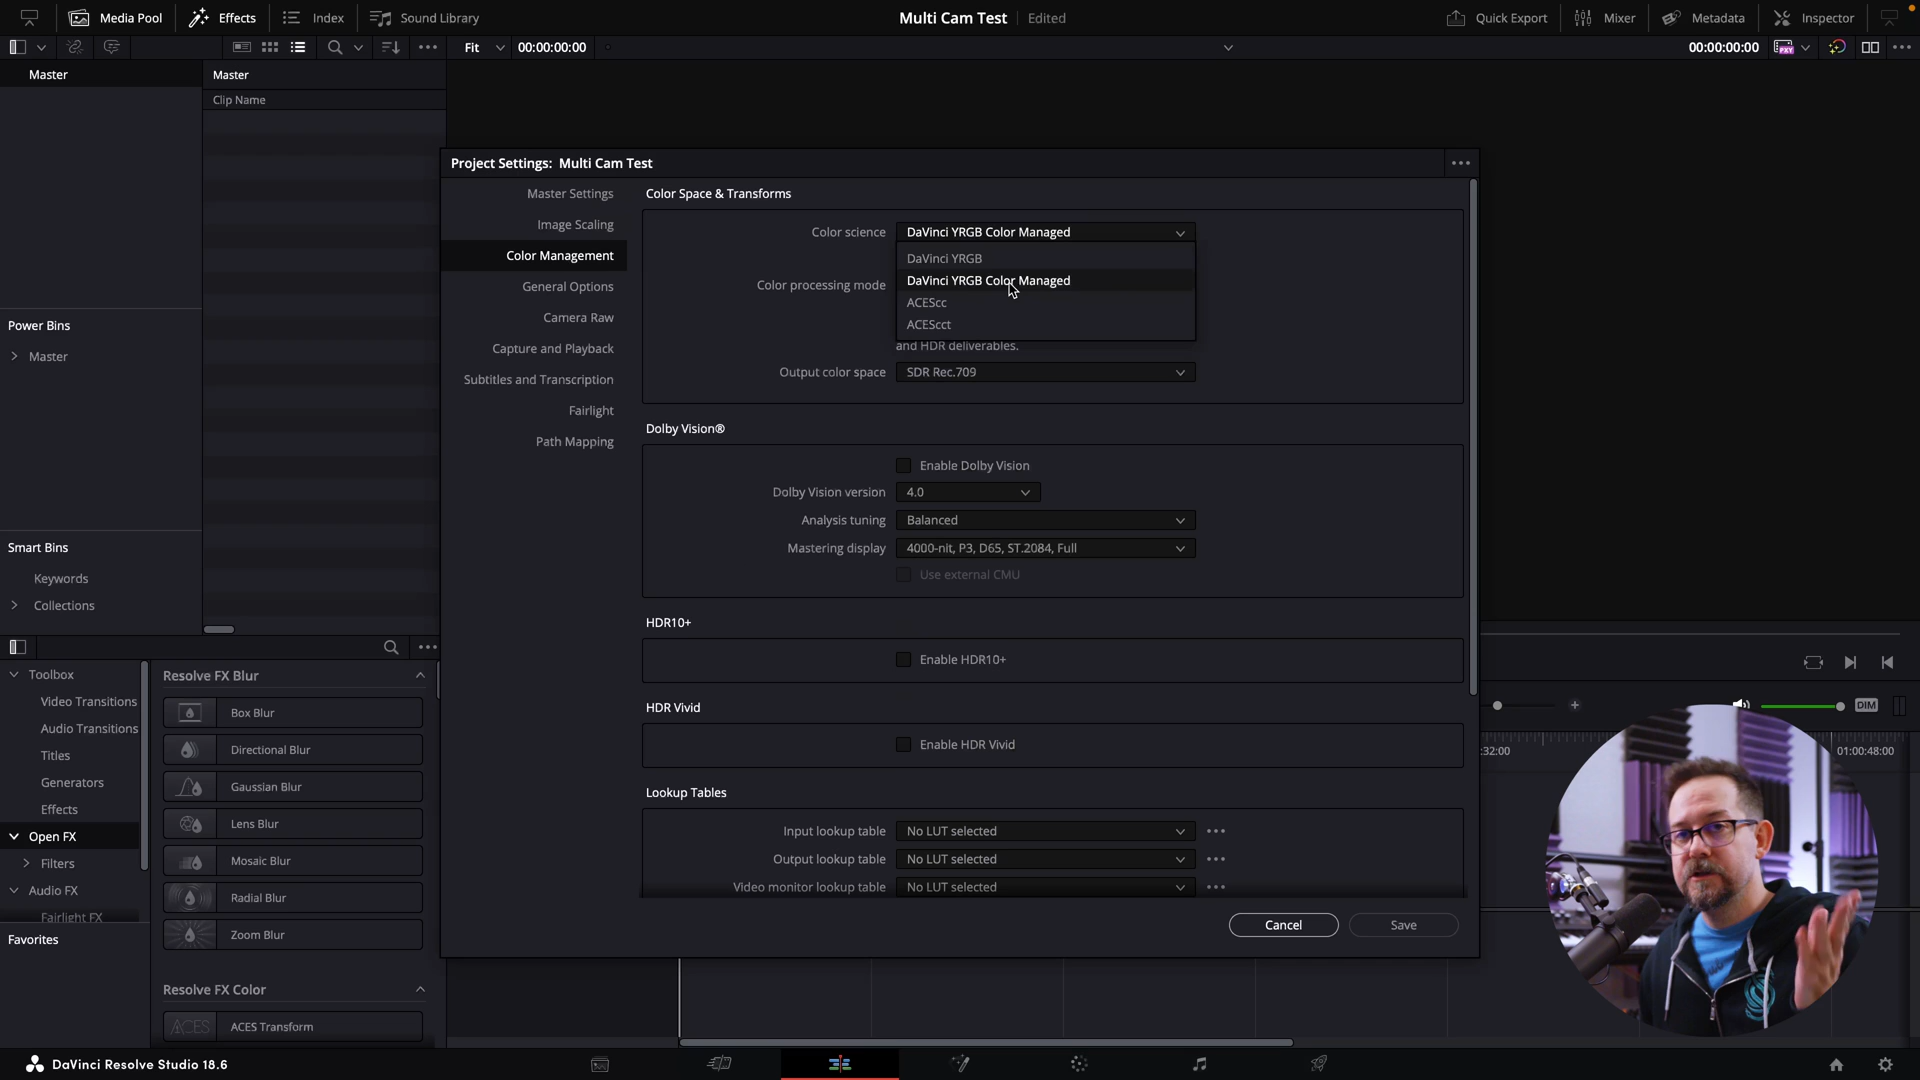 Media Pool
Effects
Index
Sound Library
Multi Cam Test
Edited
Quick Export
Mixer
Metadata
Inspector
Fit
00:00:00:00
00:00:00:00
PXY
Master
Master
Clip Name
Power Bins
Master
Smart Bins
Keywords
Collections
Project Settings: Multi Cam Test
Master Settings
Image Scaling
Color Management
General Options
Camera Raw
Capture and Playback
Subtitles and Transcription
Fairlight
Path Mapping
Color Space & Transforms
Color science
DaVinci YRGB Color Managed
DaVinci YRGB
DaVinci YRGB Color Managed
ACEScc
ACEScct
Color processing mode
and HDR deliverables.
Output color space
SDR Rec.709
Dolby Vision®
Enable Dolby Vision
Dolby Vision version
4.0
Analysis tuning
Balanced
Mastering display
4000-nit, P3, D65, ST.2084, Full
Use external CMU
HDR10+
Enable HDR10+
HDR Vivid
Enable HDR Vivid
Lookup Tables
Input lookup table
No LUT selected
Output lookup table
No LUT selected
Video monitor lookup table
No LUT selected
Cancel
Save
Toolbox
Video Transitions
Audio Transitions
Titles
Generators
Effects
Open FX
Filters
Audio FX
Fairlight FX
Favorites
Resolve FX Blur
Box Blur
Directional Blur
Gaussian Blur
Lens Blur
Mosaic Blur
Radial Blur
Zoom Blur
Resolve FX Color
ACES
ACES Transform
DIM
:32:00
01:00:48:00
DaVinci Resolve Studio 18.6